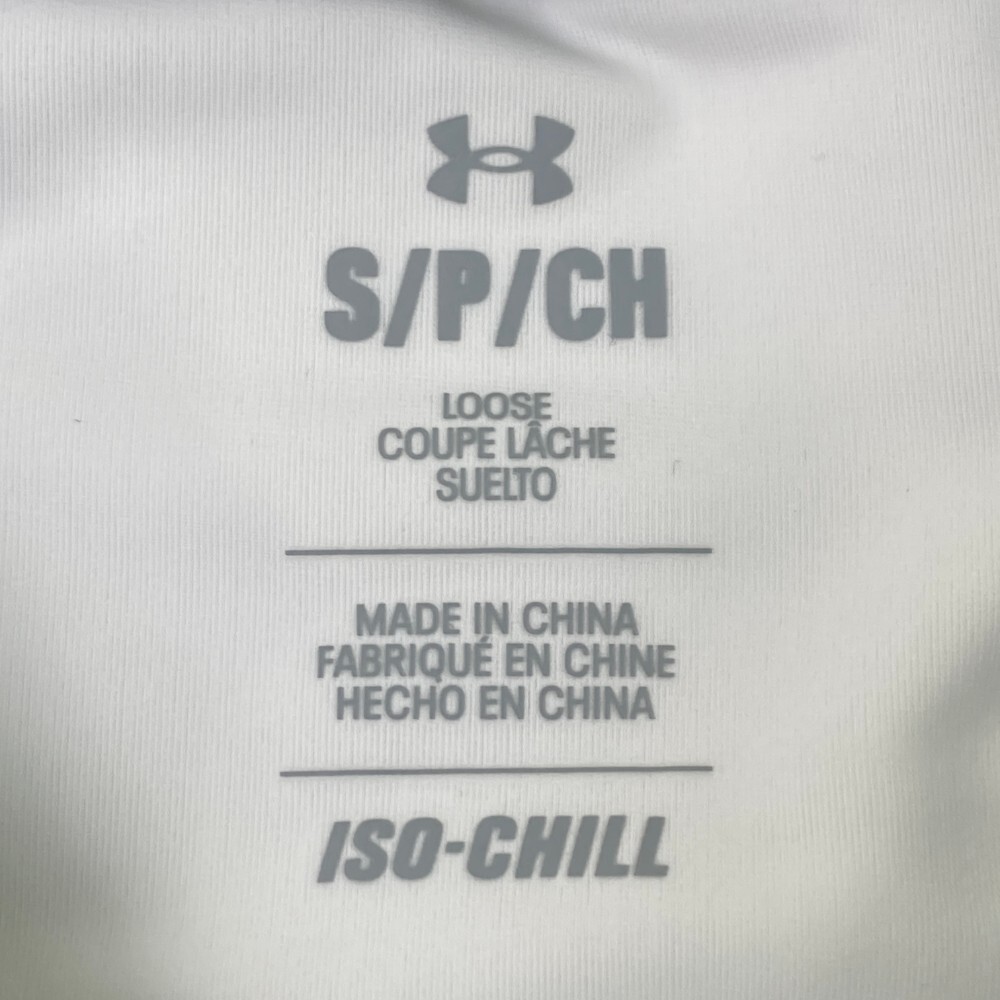 S/P/CH
LOOSE
COUPE LÂCHE
SUELTO
MADE IN CHINA
FABRIQUÉ EN CHINE
HECHO EN CHINA
ISO-CHILL